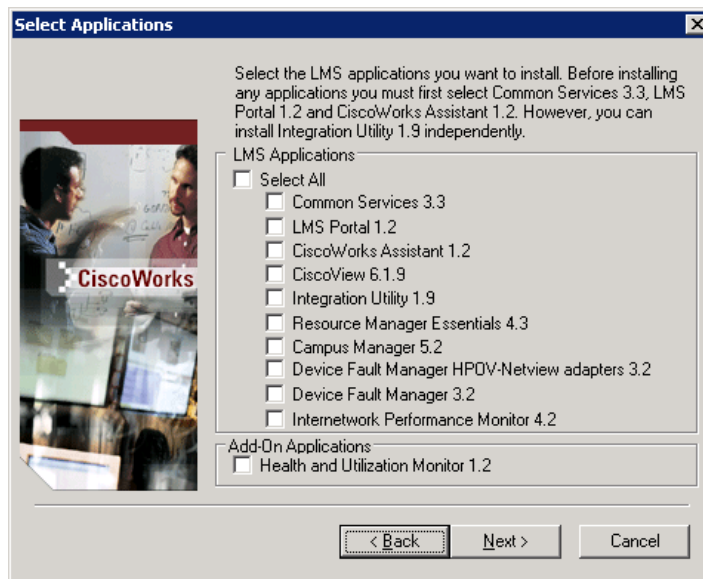 Select Applications
Select the LMS applications you want to install. Before installing
any applications you must first select Common Services 3.3, LMS
Portal 1.2 and CiscoWorks Assistant 1.2. However, you can
install Integration Utility 1.9 independently.
LMS Applications
Select All
Common Services 3.3
LMS Portal 1.2
CiscoWorks Assistant 1.2
CiscoView 6.1.9
Integration Utility 1.9
Resource Manager Essentials 4.3
Campus Manager 5.2
Device Fault Manager HPOV-Netview adapters 3.2
Device Fault Manager 3.2
Internetwork Performance Monitor 4.2
CiscoWorks
Add-On Applications
Health and Utilization Monitor 1.2
< Back
Next >
Cancel